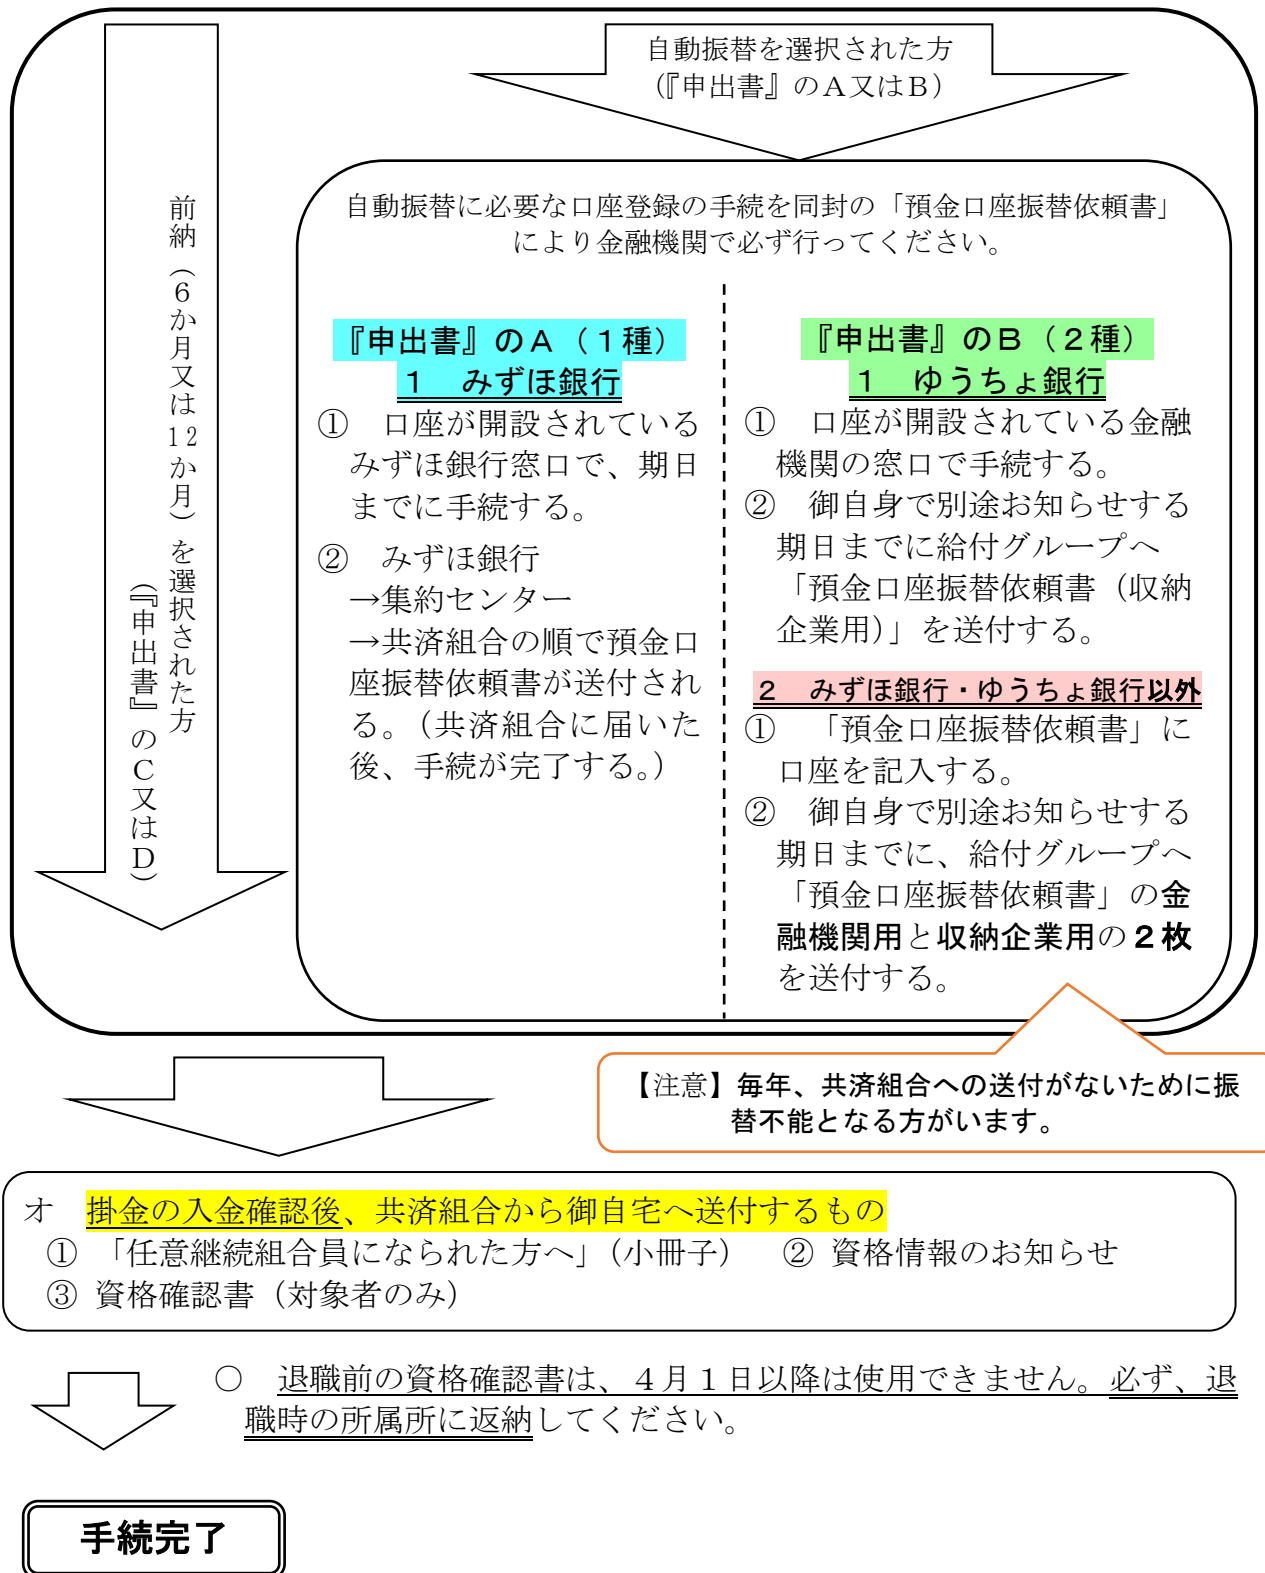 自動振替を選択された方
(『申出書』のA又はB)
前納（６か月又は12か月）を選択された方
（『申出書』のC又はD）
自動振替に必要な口座登録の手続を同封の「預金口座振替依頼書」
により金融機関で必ず行ってください。
『申出書』のA（１種）
１　みずほ銀行
①　口座が開設されている
みずほ銀行窓口で、期日
までに手続する。
②　みずほ銀行
→集約センター
→共済組合の順で預金口
座振替依頼書が送付され
る。（共済組合に届いた
後、手続が完了する。）
『申出書』のB（２種）
１　ゆうちょ銀行
①　口座が開設されている金融
機関の窓口で手続する。
②　御自身で別途お知らせする
期日までに給付グループへ
「預金口座振替依頼書（収納
企業用）」を送付する。
２　みずほ銀行・ゆうちょ銀行以外
①　「預金口座振替依頼書」に
口座を記入する。
②　御自身で別途お知らせする
期日までに、給付グループへ
「預金口座振替依頼書」の金
融機関用と収納企業用の２枚
を送付する。
【注意】毎年、共済組合への送付がないために振
替不能となる方がいます。
オ　掛金の入金確認後、共済組合から御自宅へ送付するもの
①　「任意継続組合員になられた方へ」（小冊子）　②　資格情報のお知らせ
③　資格確認書（対象者のみ）
○　退職前の資格確認書は、４月１日以降は使用できません。必ず、退
職時の所属所に返納してください。
手続完了